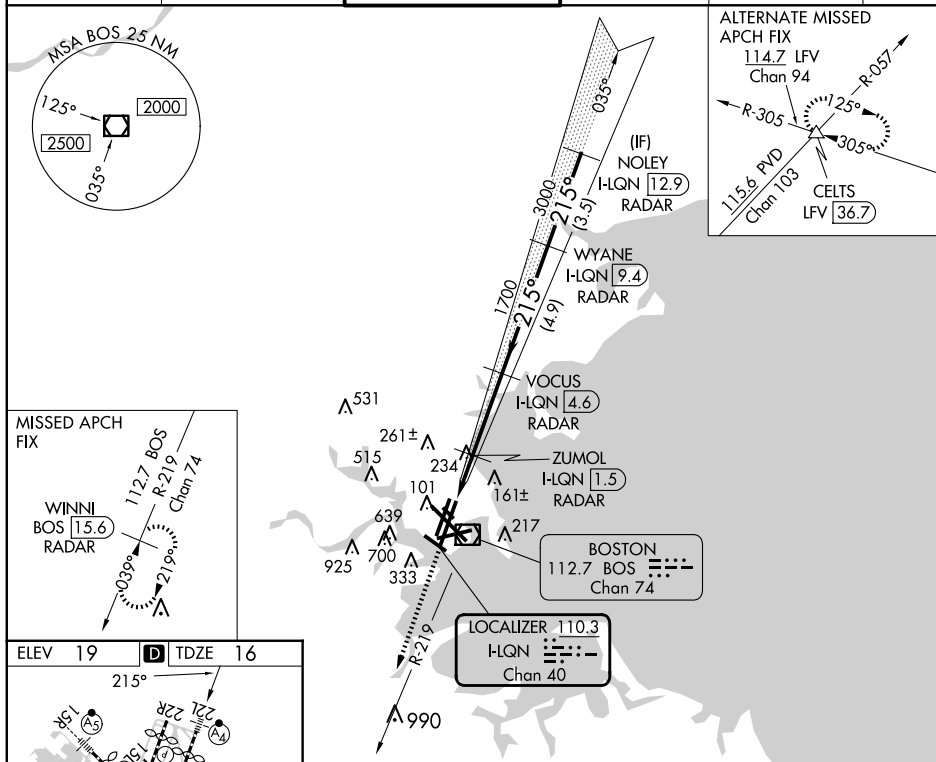 MSA BOS 25 NM
125°
2000
2500
035°
ALTERNATE MISSED
APCH FIX
114.7 LFV
Chan 94
R-057
R-305
125°
305°
115.6 PVD
Chan 103
CELTS
LFV 36.7
035°
(IF)
NOLEY
I-LQN 12.9
RADAR
3000
215°
(3.5)
WYANE
I-LQN 9.4
RADAR
1700
215°
(4.9)
VOCUS
I-LQN 4.6
RADAR
ZUMOL
I-LQN 1.5
RADAR
531
261±
515
234
101
161±
639
217
700
925
333
MISSED APCH
FIX
112.7 BOS
R-219
Chan 74
WINNI
BOS 15.6
RADAR
039°
219°
BOSTON
112.7 BOS
Chan 74
LOCALIZER 110.3
I-LQN
Chan 40
R-219
990
ELEV 19
D
TDZE 16
215°
15R
A5
22R
22L
A4
15L
P